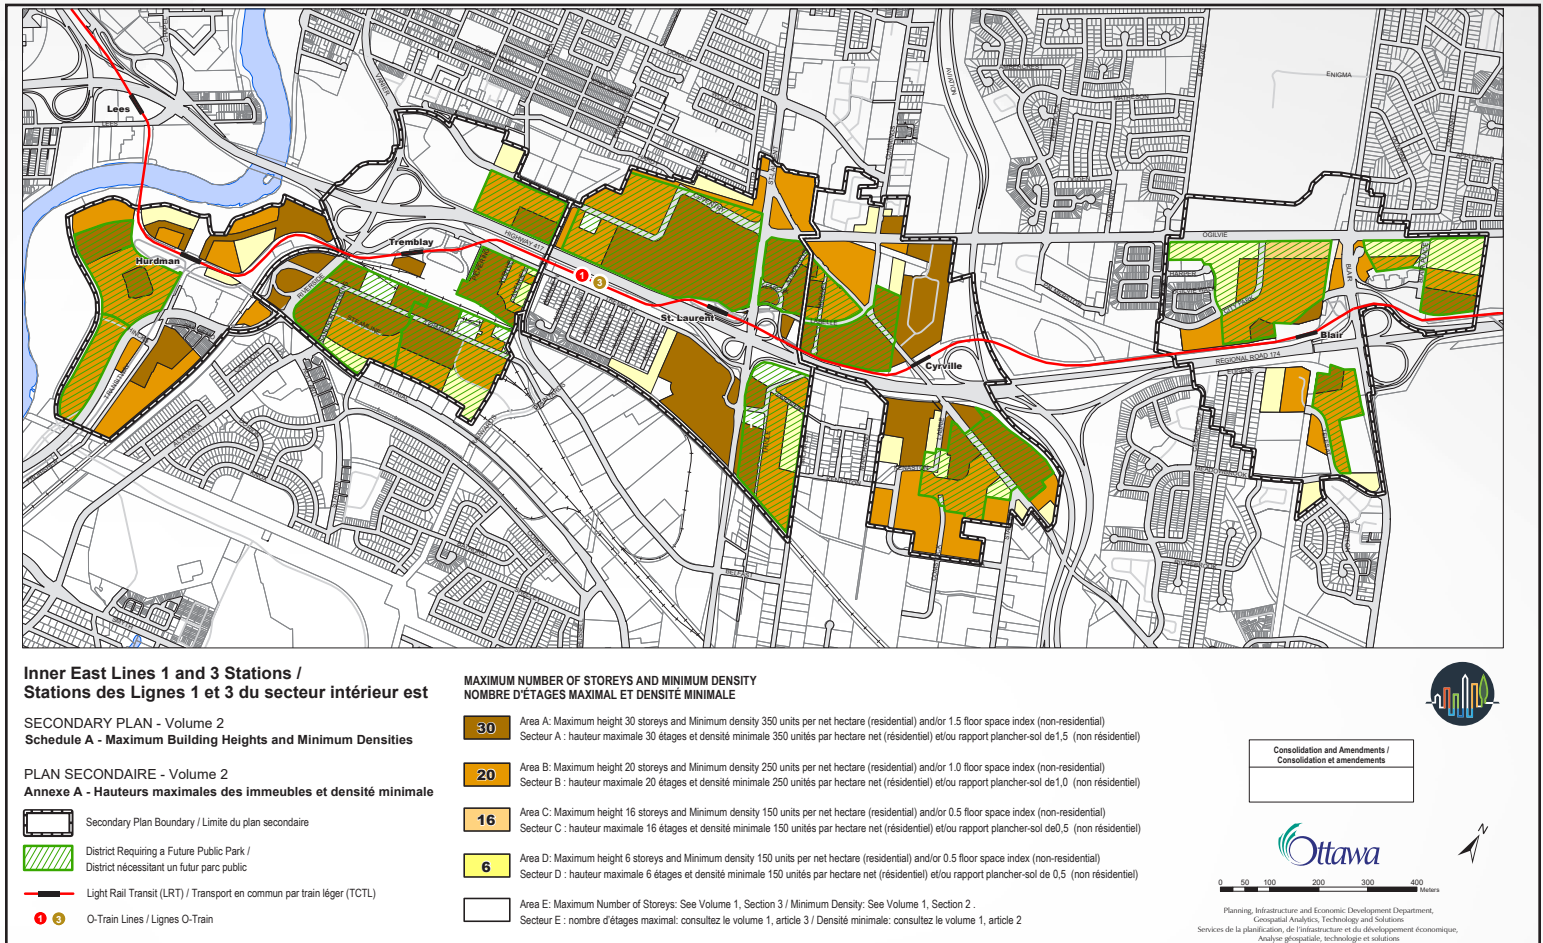 Lees
LEES
Hurdman
Tremblay
RIVERSIDE
HIGHWAY 417
1
3
St. Laurent
Cyrville
AVIATION
OGILVIE
ENIGMA
BLAIR
Blair
REGIONAL ROAD 174
EUGENE
BELFAST
Inner East Lines 1 and 3 Stations /
Stations des Lignes 1 et 3 du secteur intérieur est
SECONDARY PLAN - Volume 2
Schedule A - Maximum Building Heights and Minimum Densities
PLAN SECONDAIRE - Volume 2
Annexe A - Hauteurs maximales des immeubles et densité minimale
Secondary Plan Boundary / Limite du plan secondaire
District Requiring a Future Public Park /
District nécessitant un futur parc public
Light Rail Transit (LRT) / Transport en commun par train léger (TCTL)
1 3 O-Train Lines / Lignes O-Train
MAXIMUM NUMBER OF STOREYS AND MINIMUM DENSITY
NOMBRE D'ÉTAGES MAXIMAL ET DENSITÉ MINIMALE
30
Area A: Maximum height 30 storeys and Minimum density 350 units per net hectare (residential) and/or 1.5 floor space index (non-residential)
Secteur A : hauteur maximale 30 étages et densité minimale 350 unités par hectare net (résidentiel) et/ou rapport plancher-sol de1,5 (non résidentiel)
20
Area B: Maximum height 20 storeys and Minimum density 250 units per net hectare (residential) and/or 1.0 floor space index (non-residential)
Secteur B : hauteur maximale 20 étages et densité minimale 250 unités par hectare net (résidentiel) et/ou rapport plancher-sol de1,0 (non résidentiel)
16
Area C: Maximum height 16 storeys and Minimum density 150 units per net hectare (residential) and/or 0.5 floor space index (non-residential)
Secteur C : hauteur maximale 16 étages et densité minimale 150 unités par hectare net (résidentiel) et/ou rapport plancher-sol de0,5 (non résidentiel)
6
Area D: Maximum height 6 storeys and Minimum density 150 units per net hectare (residential) and/or 0.5 floor space index (non-residential)
Secteur D : hauteur maximale 6 étages et densité minimale 150 unités par hectare net (résidentiel) et/ou rapport plancher-sol de 0,5 (non résidentiel)
Area E: Maximum Number of Storeys: See Volume 1, Section 3 / Minimum Density: See Volume 1, Section 2 .
Secteur E : nombre d'étages maximal: consultez le volume 1, article 3 / Densité minimale: consultez le volume 1, article 2
Consolidation and Amendments /
Consolidation et amendements
Ottawa
N
0 50 100 200 300 400
Meters
Planning, Infrastructure and Economic Development Department,
Geospatial Analytics, Technology and Solutions
Services de la planification, de l'infrastructure et du développement économique,
Analyse géospatiale, technologie et solutions